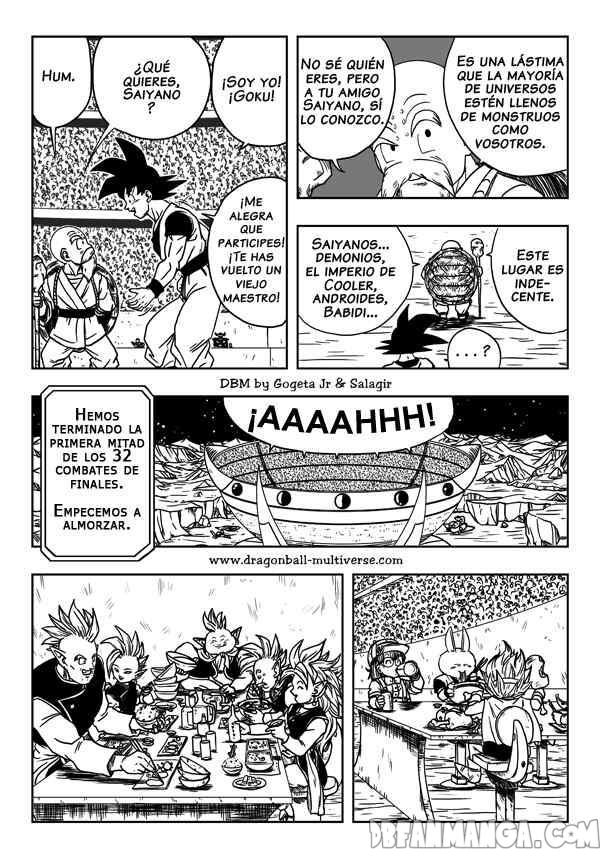 HUM.
¿QUÉ
QUIERES,
SAIYANO
?
¡SOY YO!
¡GOKU!
¡ME
ALEGRA
QUE
PARTICIPES!
¡TE HAS
VUELTO UN
VIEJO
MAESTRO!
NO SÉ QUIÉN
ERES, PERO
A TU AMIGO
SAIYANO, SÍ
LO CONOZCO.
ES UNA LÁSTIMA
QUE LA MAYORÍA
DE UNIVERSOS
ESTÉN LLENOS
DE MONSTRUOS
COMO
VOSOTROS.
SAIYANOS...
DEMONIOS,
EL IMPERIO DE
COOLER,
ANDROIDES,
BABIDI...
ESTE
LUGAR ES
INDE-
CENTE.
...?
DBM by Gogeta Jr & Salagir
HEMOS
TERMINADO LA
PRIMERA MITAD
DE LOS 32
COMBATES DE
FINALES.
EMPECEMOS A
ALMORZAR.
¡AAAAHHH!
www.dragonball-multiverse.com
DBFANMANGA.COM